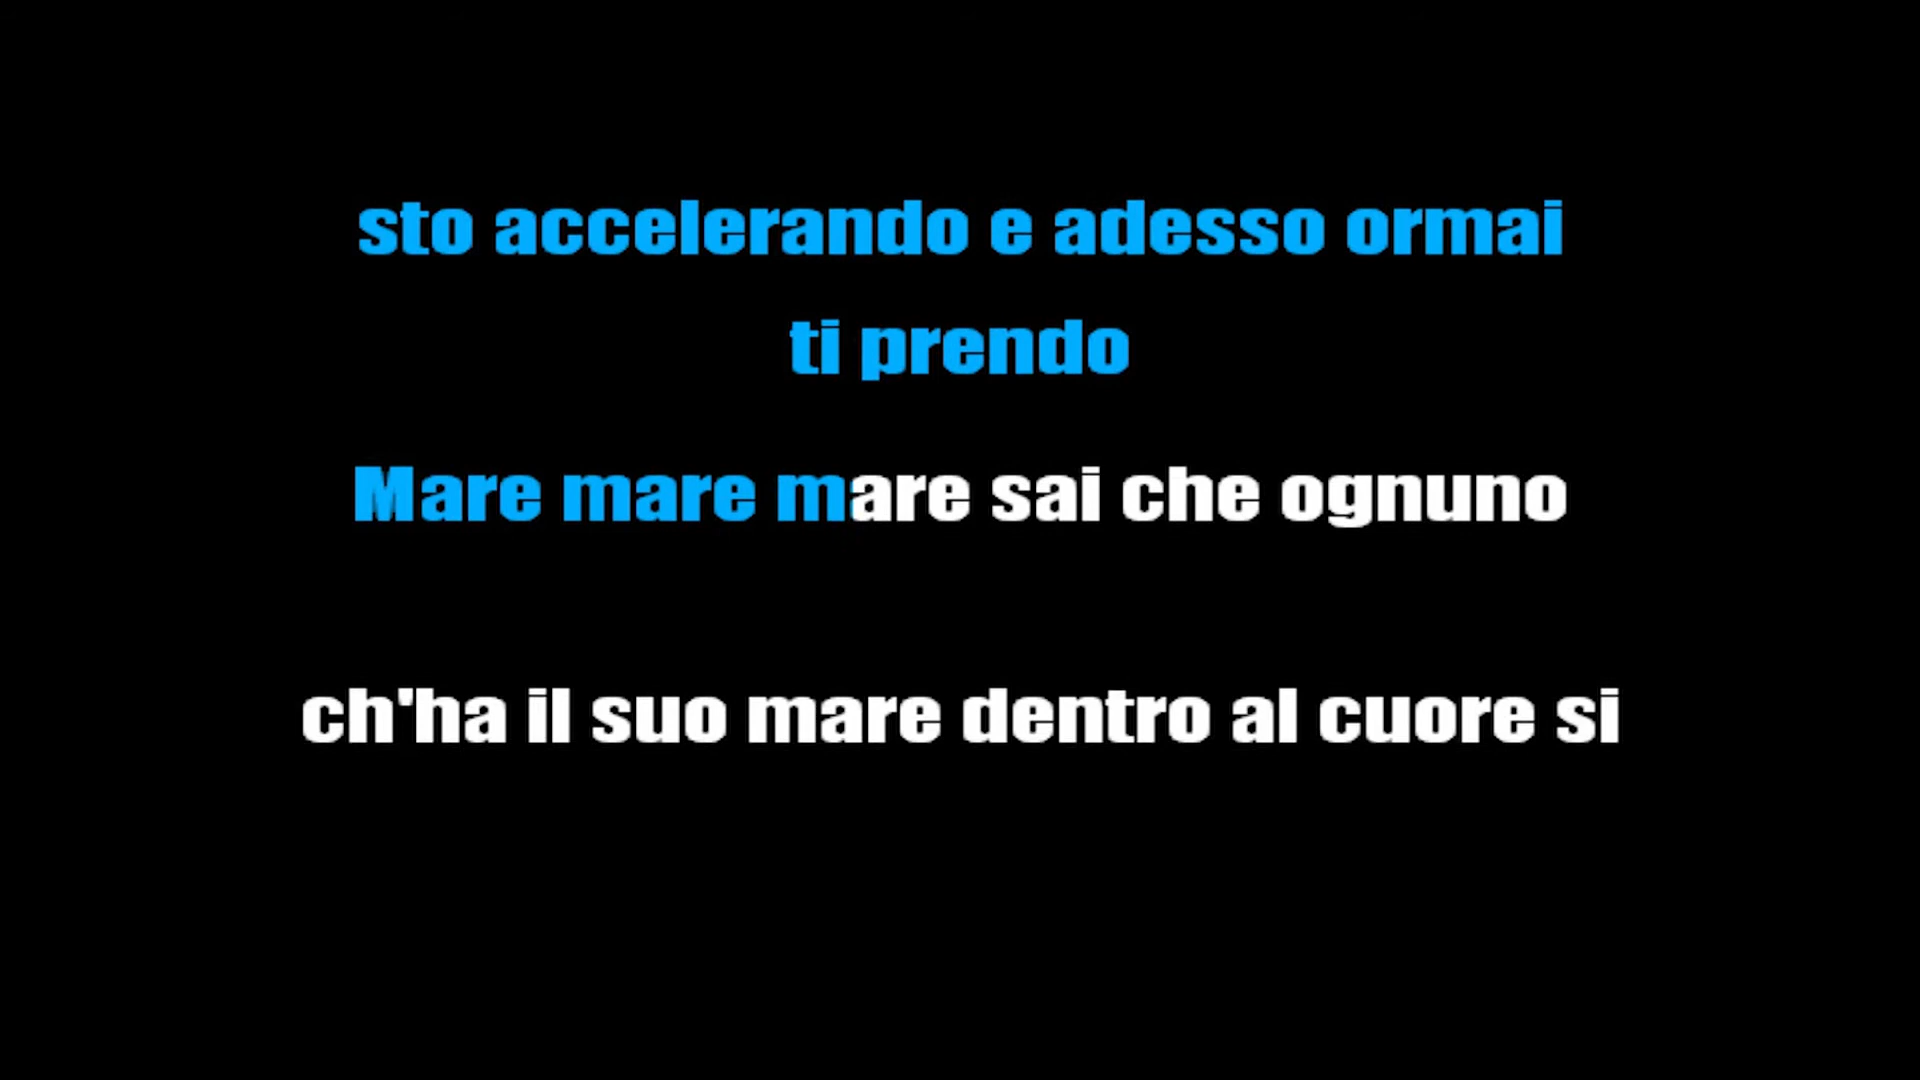 sto accelerando e adesso ormai
ti prendo
Mare mare mare sai che ognuno
ch'ha il suo mare dentro al cuore si